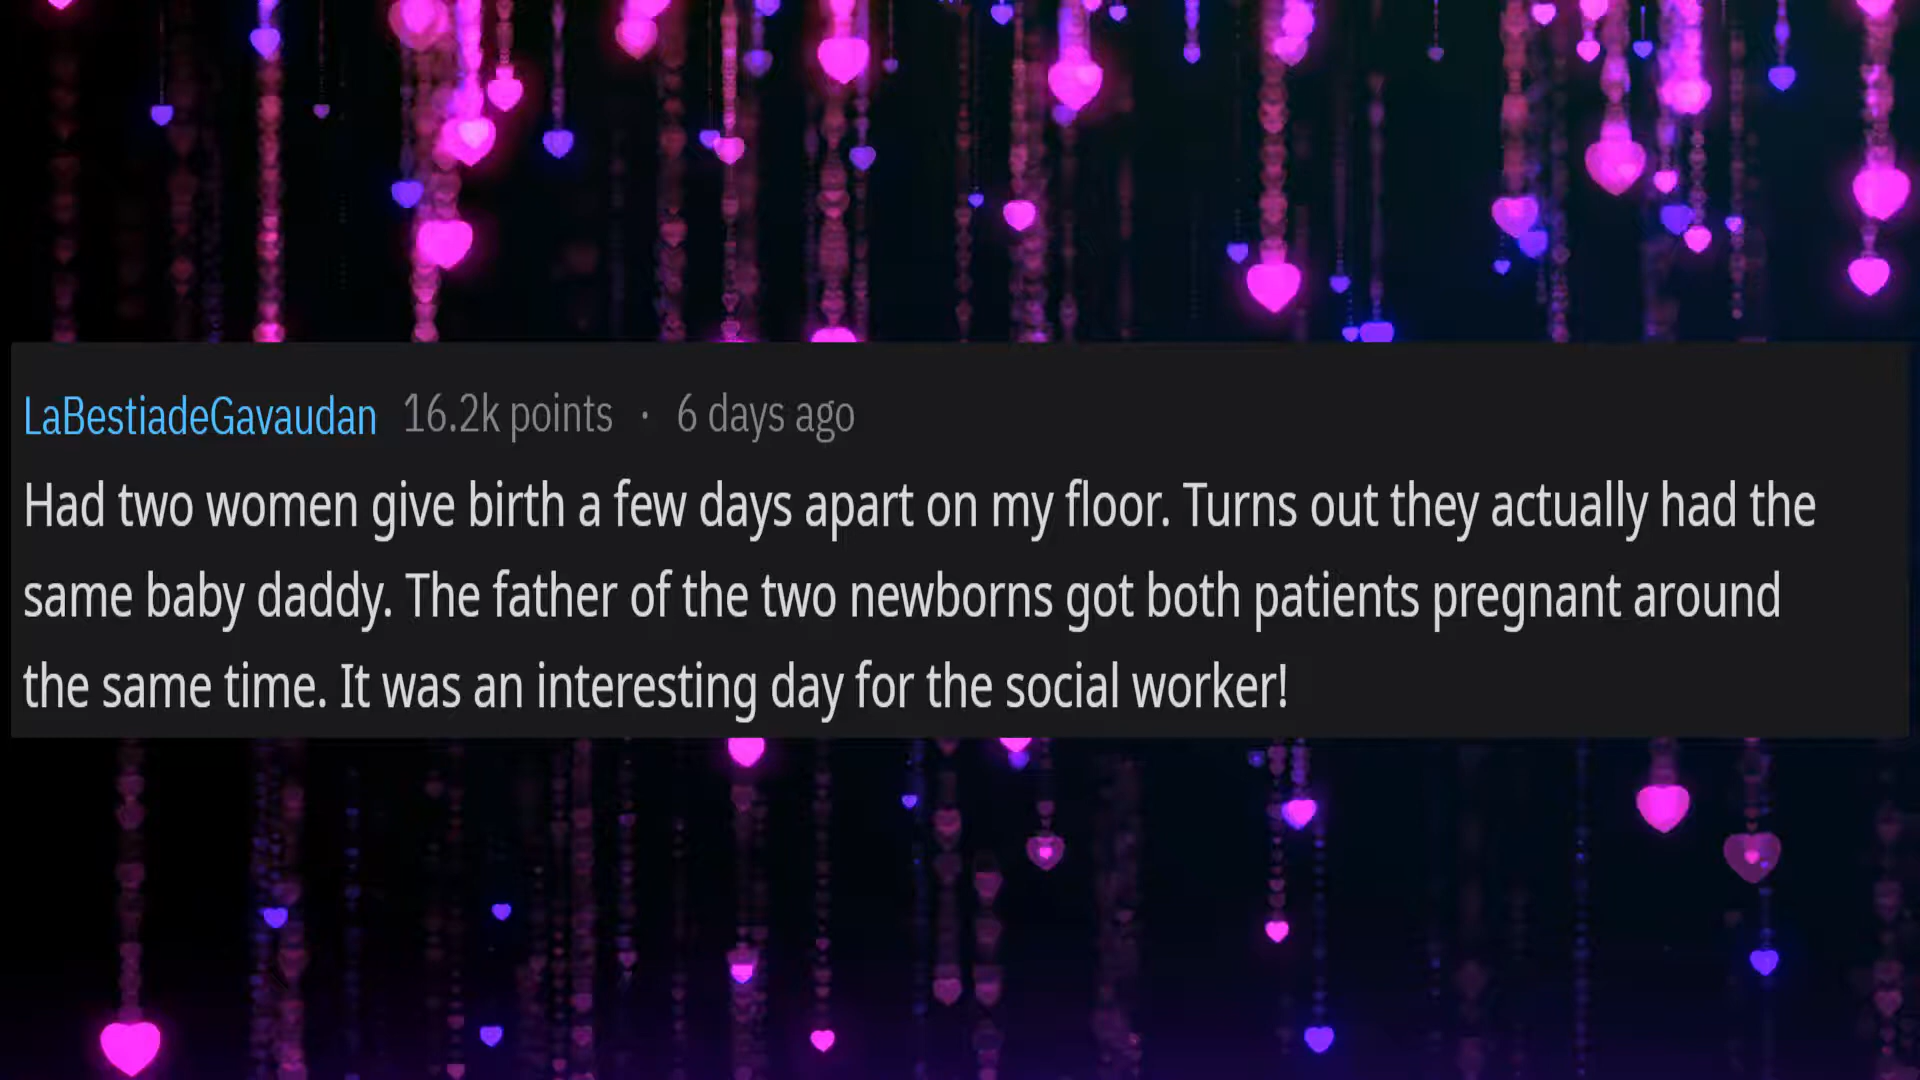 LaBestiadeGavaudan 16.2k points · 6 days ago
Had two women give birth a few days apart on my floor. Turns out they actually had the
same baby daddy. The father of the two newborns got both patients pregnant around
the same time. It was an interesting day for the social worker!